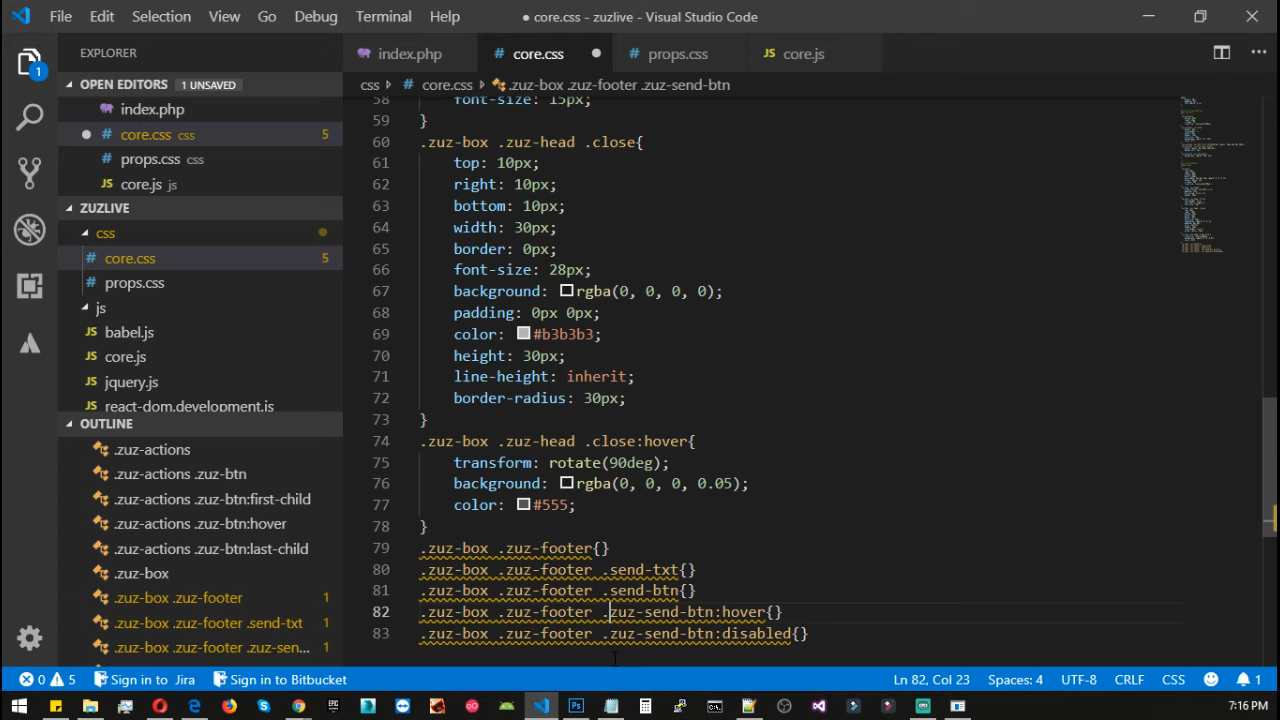 File Edit Selection View Go Debug Terminal Help
● core.css - zuzlive - Visual Studio Code
EXPLORER
OPEN EDITORS 1 UNSAVED
index.php
core.css css 5
props.css css
core.js js
ZUZLIVE
css
core.css 5
props.css
js
babel.js
core.js
jquery.js
react-dom.development.js
OUTLINE
.zuz-actions
.zuz-actions .zuz-btn
.zuz-actions .zuz-btn:first-child
.zuz-actions .zuz-btn:hover
.zuz-actions .zuz-btn:last-child
.zuz-box
.zuz-box .zuz-footer 1
.zuz-box .zuz-footer .send-txt 1
.zuz-box .zuz-footer .zuz-sen... 1
index.php core.css props.css core.js
css > core.css > .zuz-box .zuz-footer .zuz-send-btn
58 font-size: 15px;
59 }
60 .zuz-box .zuz-head .close{
61 top: 10px;
62 right: 10px;
63 bottom: 10px;
64 width: 30px;
65 border: 0px;
66 font-size: 28px;
67 background: rgba(0, 0, 0, 0);
68 padding: 0px 0px;
69 color: #b3b3b3;
70 height: 30px;
71 line-height: inherit;
72 border-radius: 30px;
73 }
74 .zuz-box .zuz-head .close:hover{
75 transform: rotate(90deg);
76 background: rgba(0, 0, 0, 0.05);
77 color: #555;
78 }
79 .zuz-box .zuz-footer{}
80 .zuz-box .zuz-footer .send-txt{}
81 .zuz-box .zuz-footer .send-btn{}
82 .zuz-box .zuz-footer .zuz-send-btn:hover{}
83 .zuz-box .zuz-footer .zuz-send-btn:disabled{}
0 5 Sign in to Jira Sign in to Bitbucket Ln 82, Col 23 Spaces: 4 UTF-8 CRLF CSS 1
7:16 PM